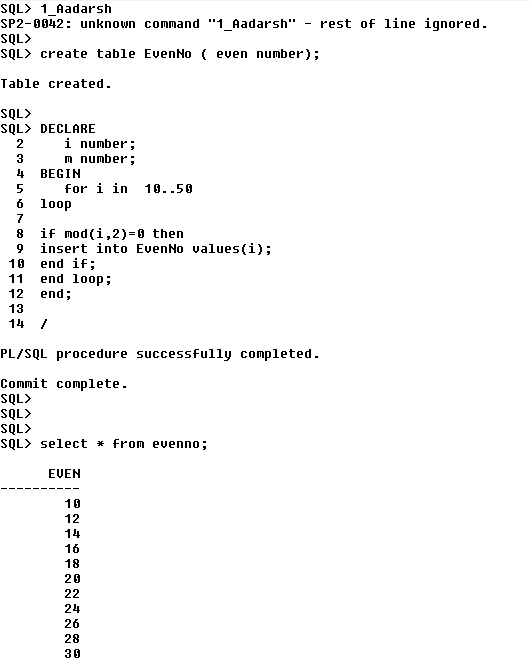 SQL> 1_Aadarsh
SP2-0042: unknown command "1_Aadarsh" - rest of line ignored.
SQL>
SQL> create table EvenNo ( even number);
Table created.
SQL>
SQL> DECLARE
2 i number;
3 m number;
4 BEGIN
5 for i in 10..50
6 loop
7
8 if mod(i,2)=0 then
9 insert into EvenNo values(i);
10 end if;
11 end loop;
12 end;
13
14 /
PL/SQL procedure successfully completed.
Commit complete.
SQL>
SQL>
SQL>
SQL> select * from evenno;
EVEN
----------
10
12
14
16
18
20
22
24
26
28
30